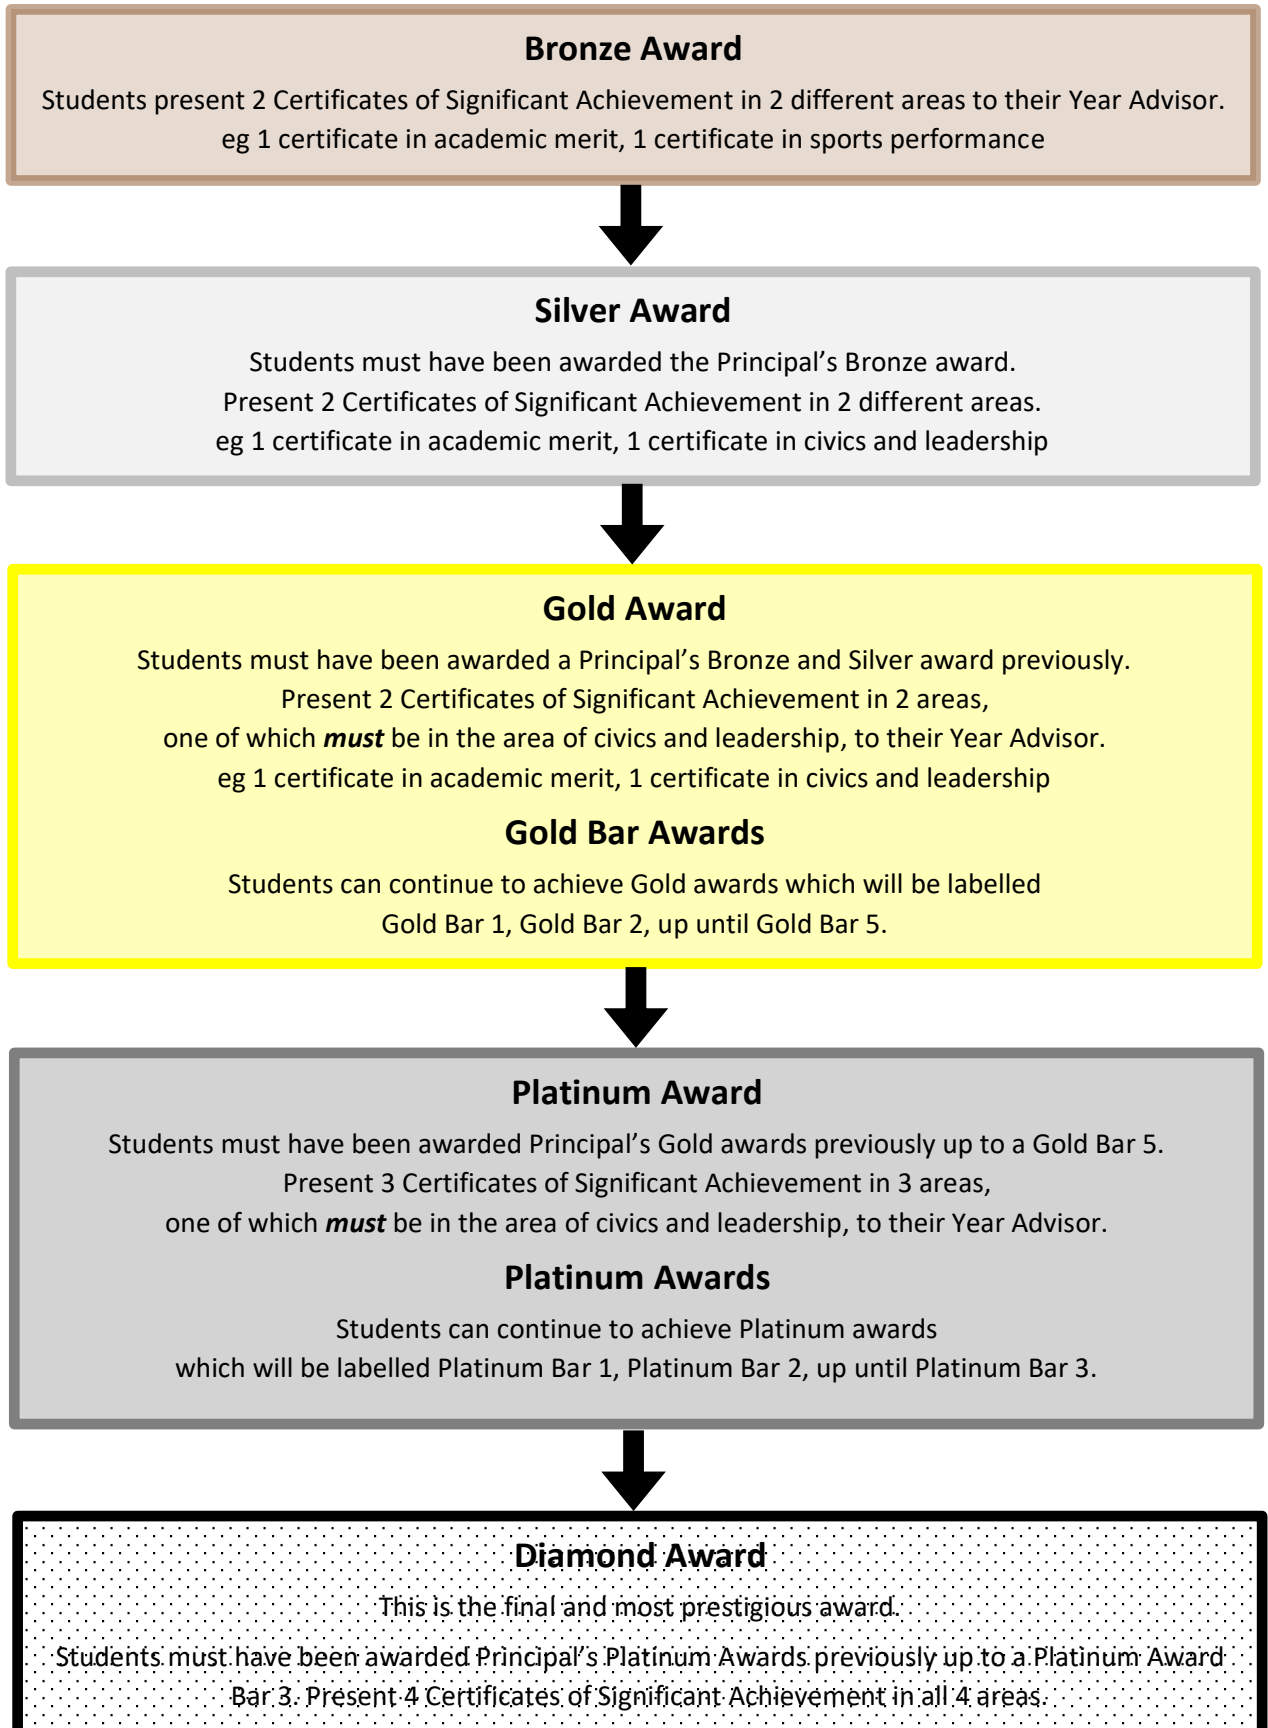 Bronze Award
Students present 2 Certificates of Significant Achievement in 2 different areas to their Year Advisor.
eg 1 certificate in academic merit, 1 certificate in sports performance
Silver Award
Students must have been awarded the Principal’s Bronze award.
Present 2 Certificates of Significant Achievement in 2 different areas.
eg 1 certificate in academic merit, 1 certificate in civics and leadership
Gold Award
Students must have been awarded a Principal’s Bronze and Silver award previously.
Present 2 Certificates of Significant Achievement in 2 areas,
one of which must be in the area of civics and leadership, to their Year Advisor.
eg 1 certificate in academic merit, 1 certificate in civics and leadership
Gold Bar Awards
Students can continue to achieve Gold awards which will be labelled
Gold Bar 1, Gold Bar 2, up until Gold Bar 5.
Platinum Award
Students must have been awarded Principal’s Gold awards previously up to a Gold Bar 5.
Present 3 Certificates of Significant Achievement in 3 areas,
one of which must be in the area of civics and leadership, to their Year Advisor.
Platinum Awards
Students can continue to achieve Platinum awards
which will be labelled Platinum Bar 1, Platinum Bar 2, up until Platinum Bar 3.
Diamond Award
This is the final and most prestigious award.
Students must have been awarded Principal’s Platinum Awards previously up to a Platinum Award
Bar 3. Present 4 Certificates of Significant Achievement in all 4 areas.